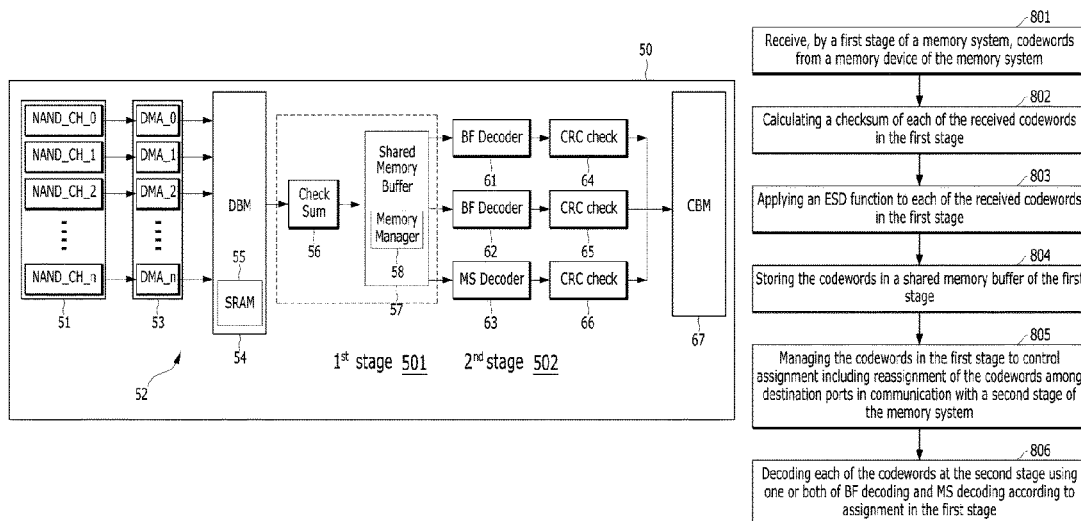 50
NAND_CH_0
NAND_CH_1
NAND_CH_2
NAND_CH_n
51
DMA_0
DMA_1
DMA_2
DMA_n
53
52
DBM
55
SRAM
54
Check
Sum
56
Shared
Memory
Buffer
Memory
Manager
58
57
1st stage 501
BF Decoder
61
CRC check
64
BF Decoder
62
CRC check
65
MS Decoder
63
CRC check
66
2nd stage 502
CBM
67
801
Receive, by a first stage of a memory system, codewords
from a memory device of the memory system
802
Calculating a checksum of each of the received codewords
in the first stage
803
Applying an ESD function to each of the received codewords
in the first stage
804
Storing the codewords in a shared memory buffer of the first
stage
805
Managing the codewords in the first stage to control
assignment including reassignment of the codewords among
destination ports in communication with a second stage of
the memory system
806
Decoding each of the codewords at the second stage using
one or both of BF decoding and MS decoding according to
assignment in the first stage